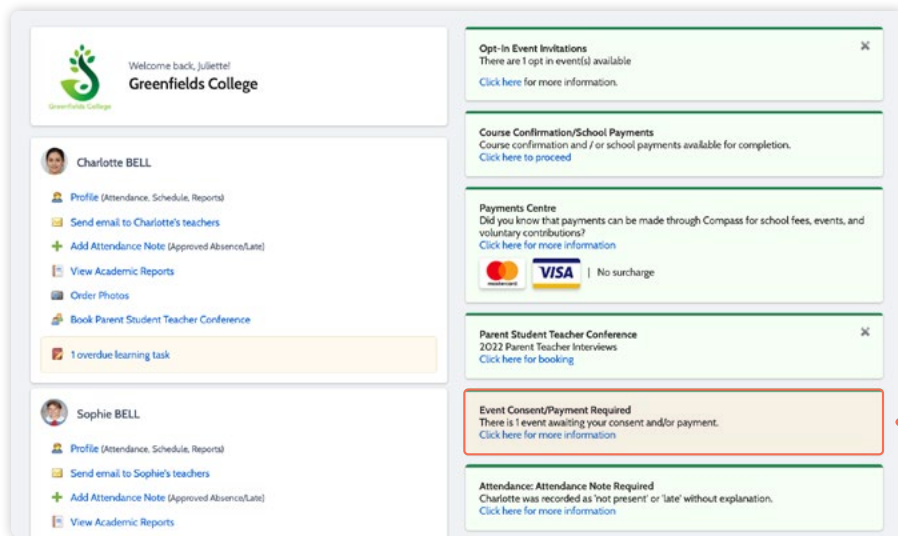 Welcome back, Juliette!
Greenfields College
Greenfields College
Charlotte BELL
Profile (Attendance, Schedule, Reports)
Send email to Charlotte's teachers
Add Attendance Note (Approved Absence/Late)
View Academic Reports
Order Photos
Book Parent Student Teacher Conference
1 overdue learning task
Sophie BELL
Profile (Attendance, Schedule, Reports)
Send email to Sophie's teachers
Add Attendance Note (Approved Absence/Late)
View Academic Reports
Opt-In Event Invitations
There are 1 opt in event(s) available
Click here for more information.
Course Confirmation/School Payments
Course confirmation and / or school payments available for completion.
Click here to proceed
Payments Centre
Did you know that payments can be made through Compass for school fees, events, and
voluntary contributions?
Click here for more information
mastercard VISA | No surcharge
Parent Student Teacher Conference
2022 Parent Teacher Interviews
Click here for booking
Event Consent/Payment Required
There is 1 event awaiting your consent and/or payment.
Click here for more information
Attendance: Attendance Note Required
Charlotte was recorded as 'not present' or 'late' without explanation.
Click here for more information